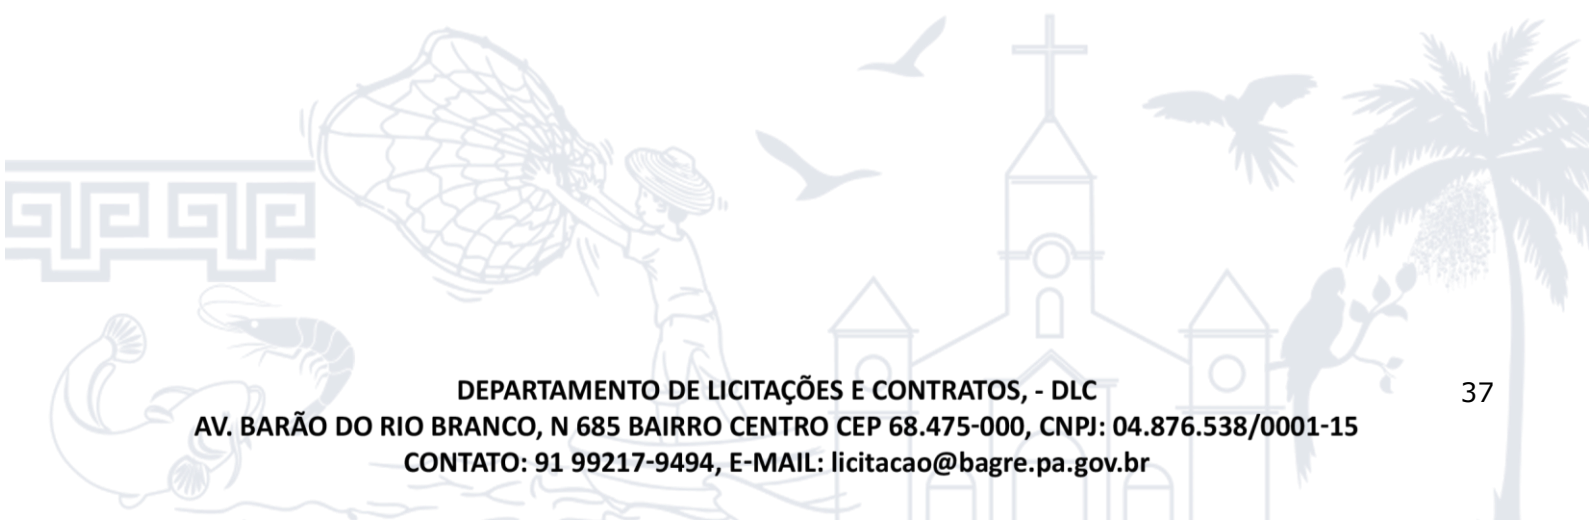 DEPARTAMENTO DE LICITAÇÕES E CONTRATOS, - DLC
37
AV. BARÃO DO RIO BRANCO, N 685 BAIRRO CENTRO CEP 68.475-000, CNPJ: 04.876.538/0001-15
CONTATO: 91 99217-9494, E-MAIL: licitacao@bagre.pa.gov.br